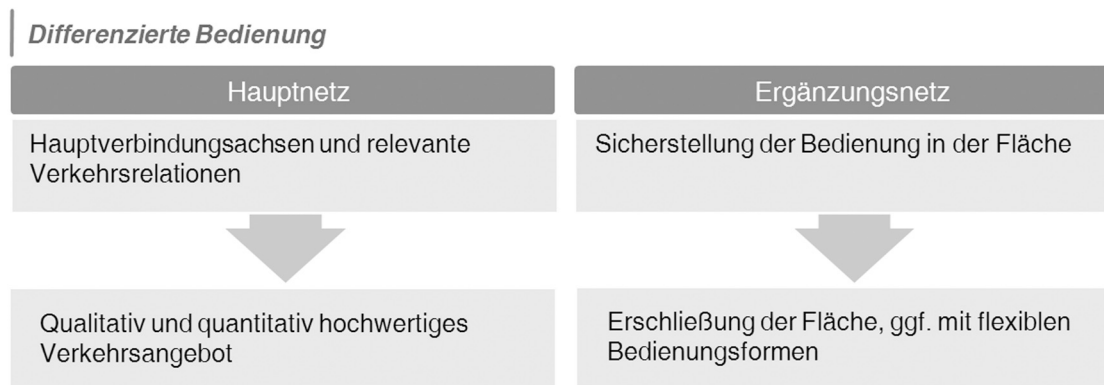 Differenzierte Bedienung
Hauptnetz
Hauptverbindungsachsen und relevante
Verkehrsrelationen
Qualitativ und quantitativ hochwertiges
Verkehrsangebot
Ergänzungsnetz
Sicherstellung der Bedienung in der Fläche
Erschließung der Fläche, ggf. mit flexiblen
Bedienungsformen